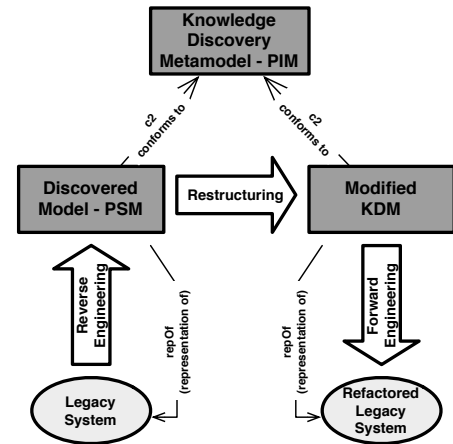 Knowledge
Discovery
Metamodel - PIM
c2
conforms to
c2
conforms to
Discovered
Model - PSM
Restructuring
Modified
KDM
Reverse
Engineering
repOf
(representation of)
repOf
(representation of)
Forward
Engineering
Legacy
System
Refactored
Legacy
System